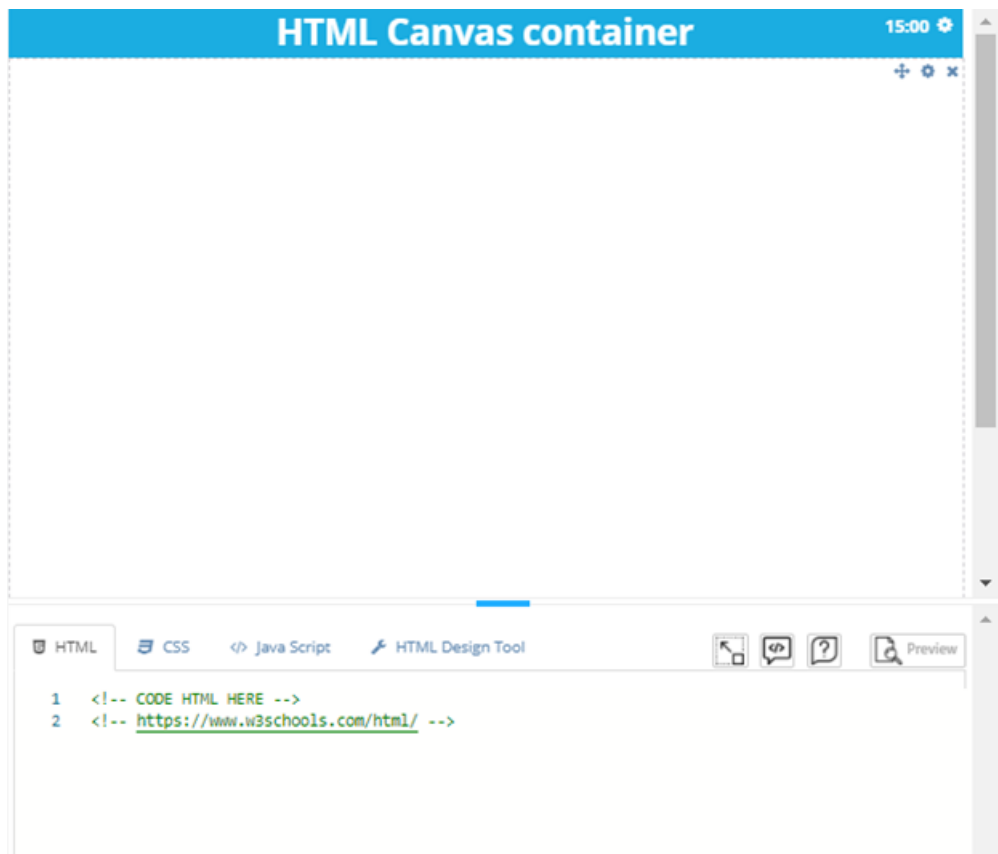 HTML Canvas container
15:00
HTML CSS </> Java Script HTML Design Tool Preview
1 <!-- CODE HTML HERE -->
2 <!-- https://www.w3schools.com/html/ -->